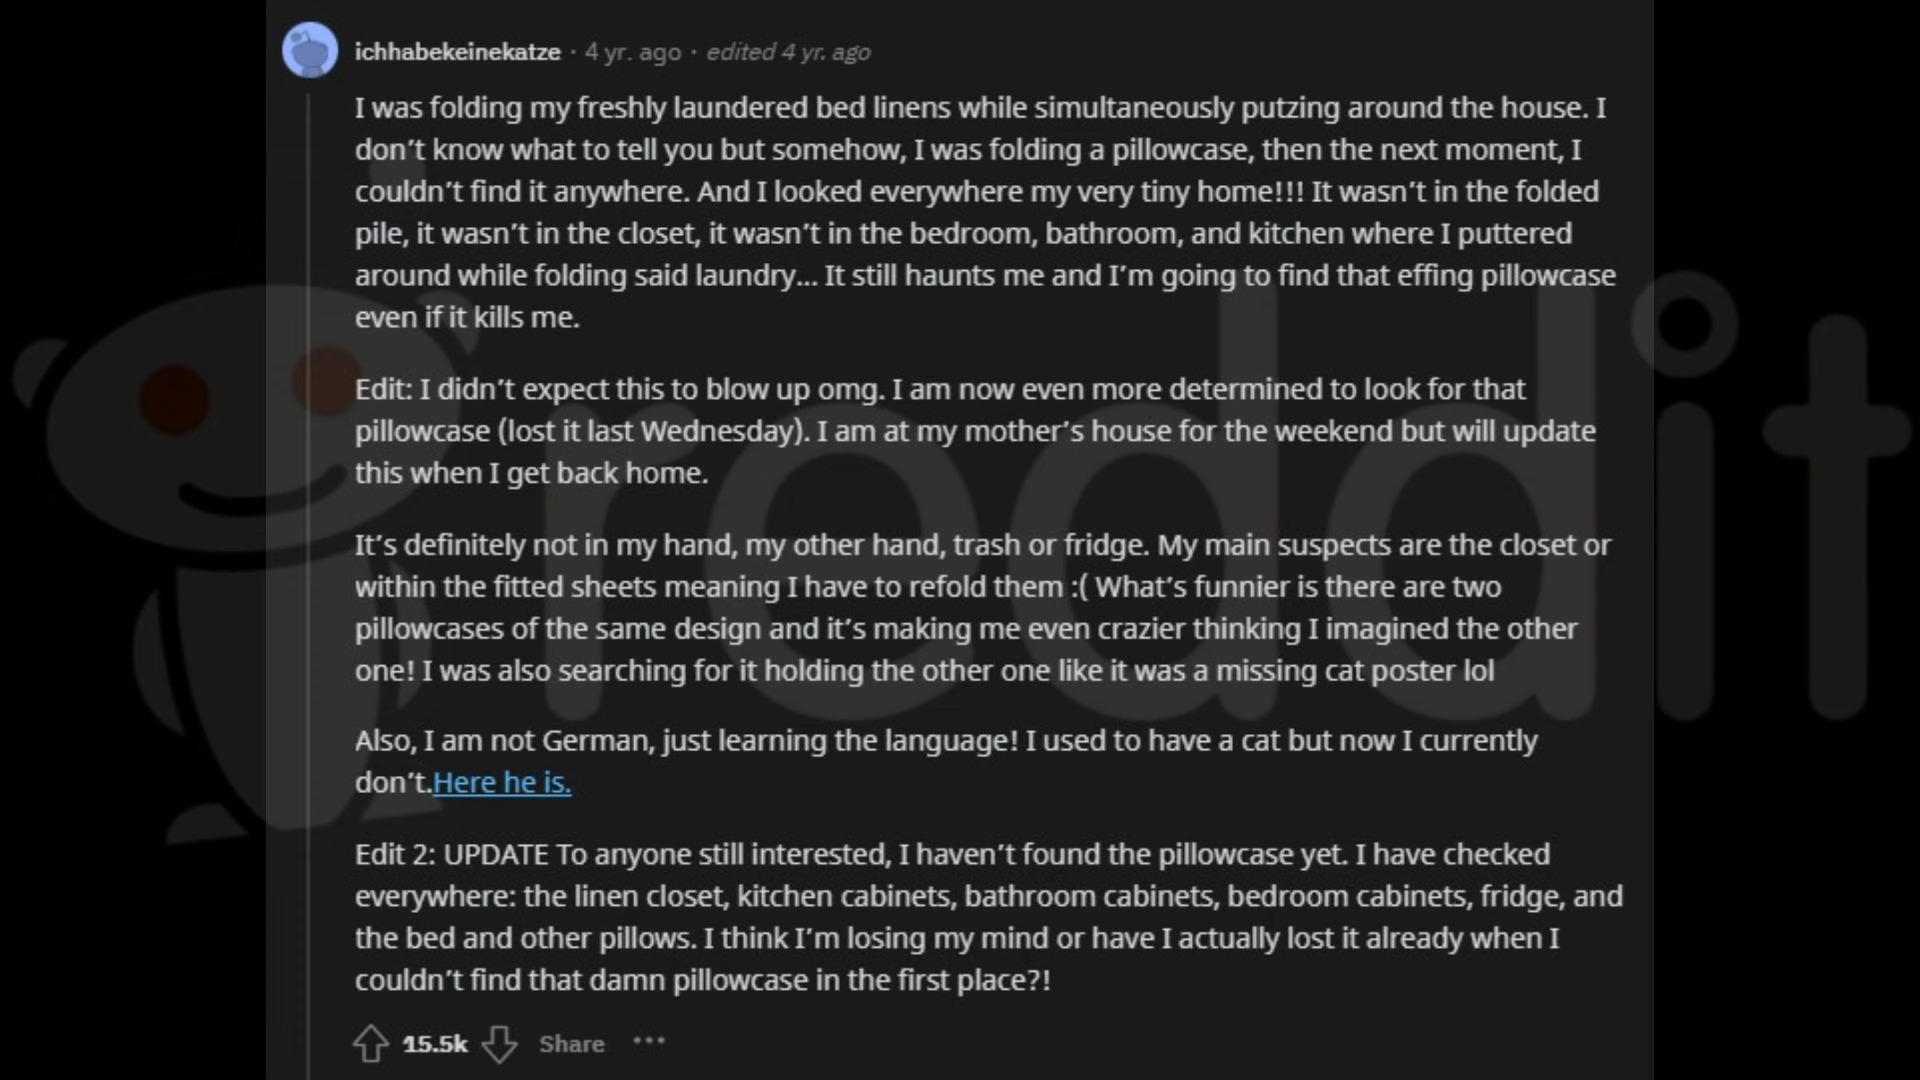 ichhabekeinekatze · 4 yr. ago · edited 4 yr. ago
I was folding my freshly laundered bed linens while simultaneously putzing around the house. I
don't know what to tell you but somehow, I was folding a pillowcase, then the next moment, I
couldn't find it anywhere. And I looked everywhere my very tiny home!!! It wasn't in the folded
pile, it wasn't in the closet, it wasn't in the bedroom, bathroom, and kitchen where I puttered
around while folding said laundry... It still haunts me and I'm going to find that effing pillowcase
even if it kills me.
Edit: I didn't expect this to blow up omg. I am now even more determined to look for that
pillowcase (lost it last Wednesday). I am at my mother's house for the weekend but will update
this when I get back home.
It's definitely not in my hand, my other hand, trash or fridge. My main suspects are the closet or
within the fitted sheets meaning I have to refold them :( What's funnier is there are two
pillowcases of the same design and it's making me even crazier thinking I imagined the other
one! I was also searching for it holding the other one like it was a missing cat poster lol
Also, I am not German, just learning the language! I used to have a cat but now I currently
don't.Here he is.
Edit 2: UPDATE To anyone still interested, I haven't found the pillowcase yet. I have checked
everywhere: the linen closet, kitchen cabinets, bathroom cabinets, bedroom cabinets, fridge, and
the bed and other pillows. I think I'm losing my mind or have I actually lost it already when I
couldn't find that damn pillowcase in the first place?!
15.5k Share ...
reddit